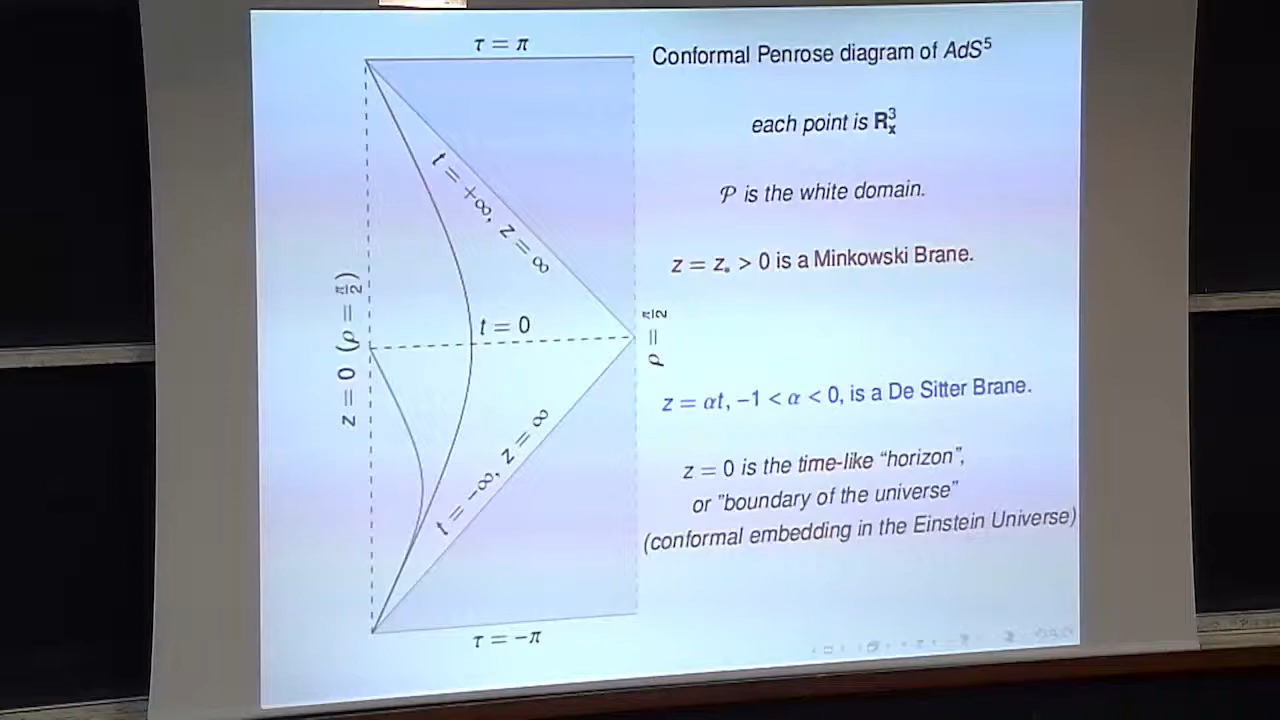 τ = π
Conformal Penrose diagram of AdS⁵
each point is R³ₓ
𝒫 is the white domain.
t = +∞, z = ∞
z = z* > 0 is a Minkowski Brane.
z = 0 (ρ = π/2)
t = 0
ρ = π/2
z = αt, −1 < α < 0, is a De Sitter Brane.
t = −∞, z = ∞
z = 0 is the time-like “horizon”,
or ”boundary of the universe”
(conformal embedding in the Einstein Universe)
τ = −π